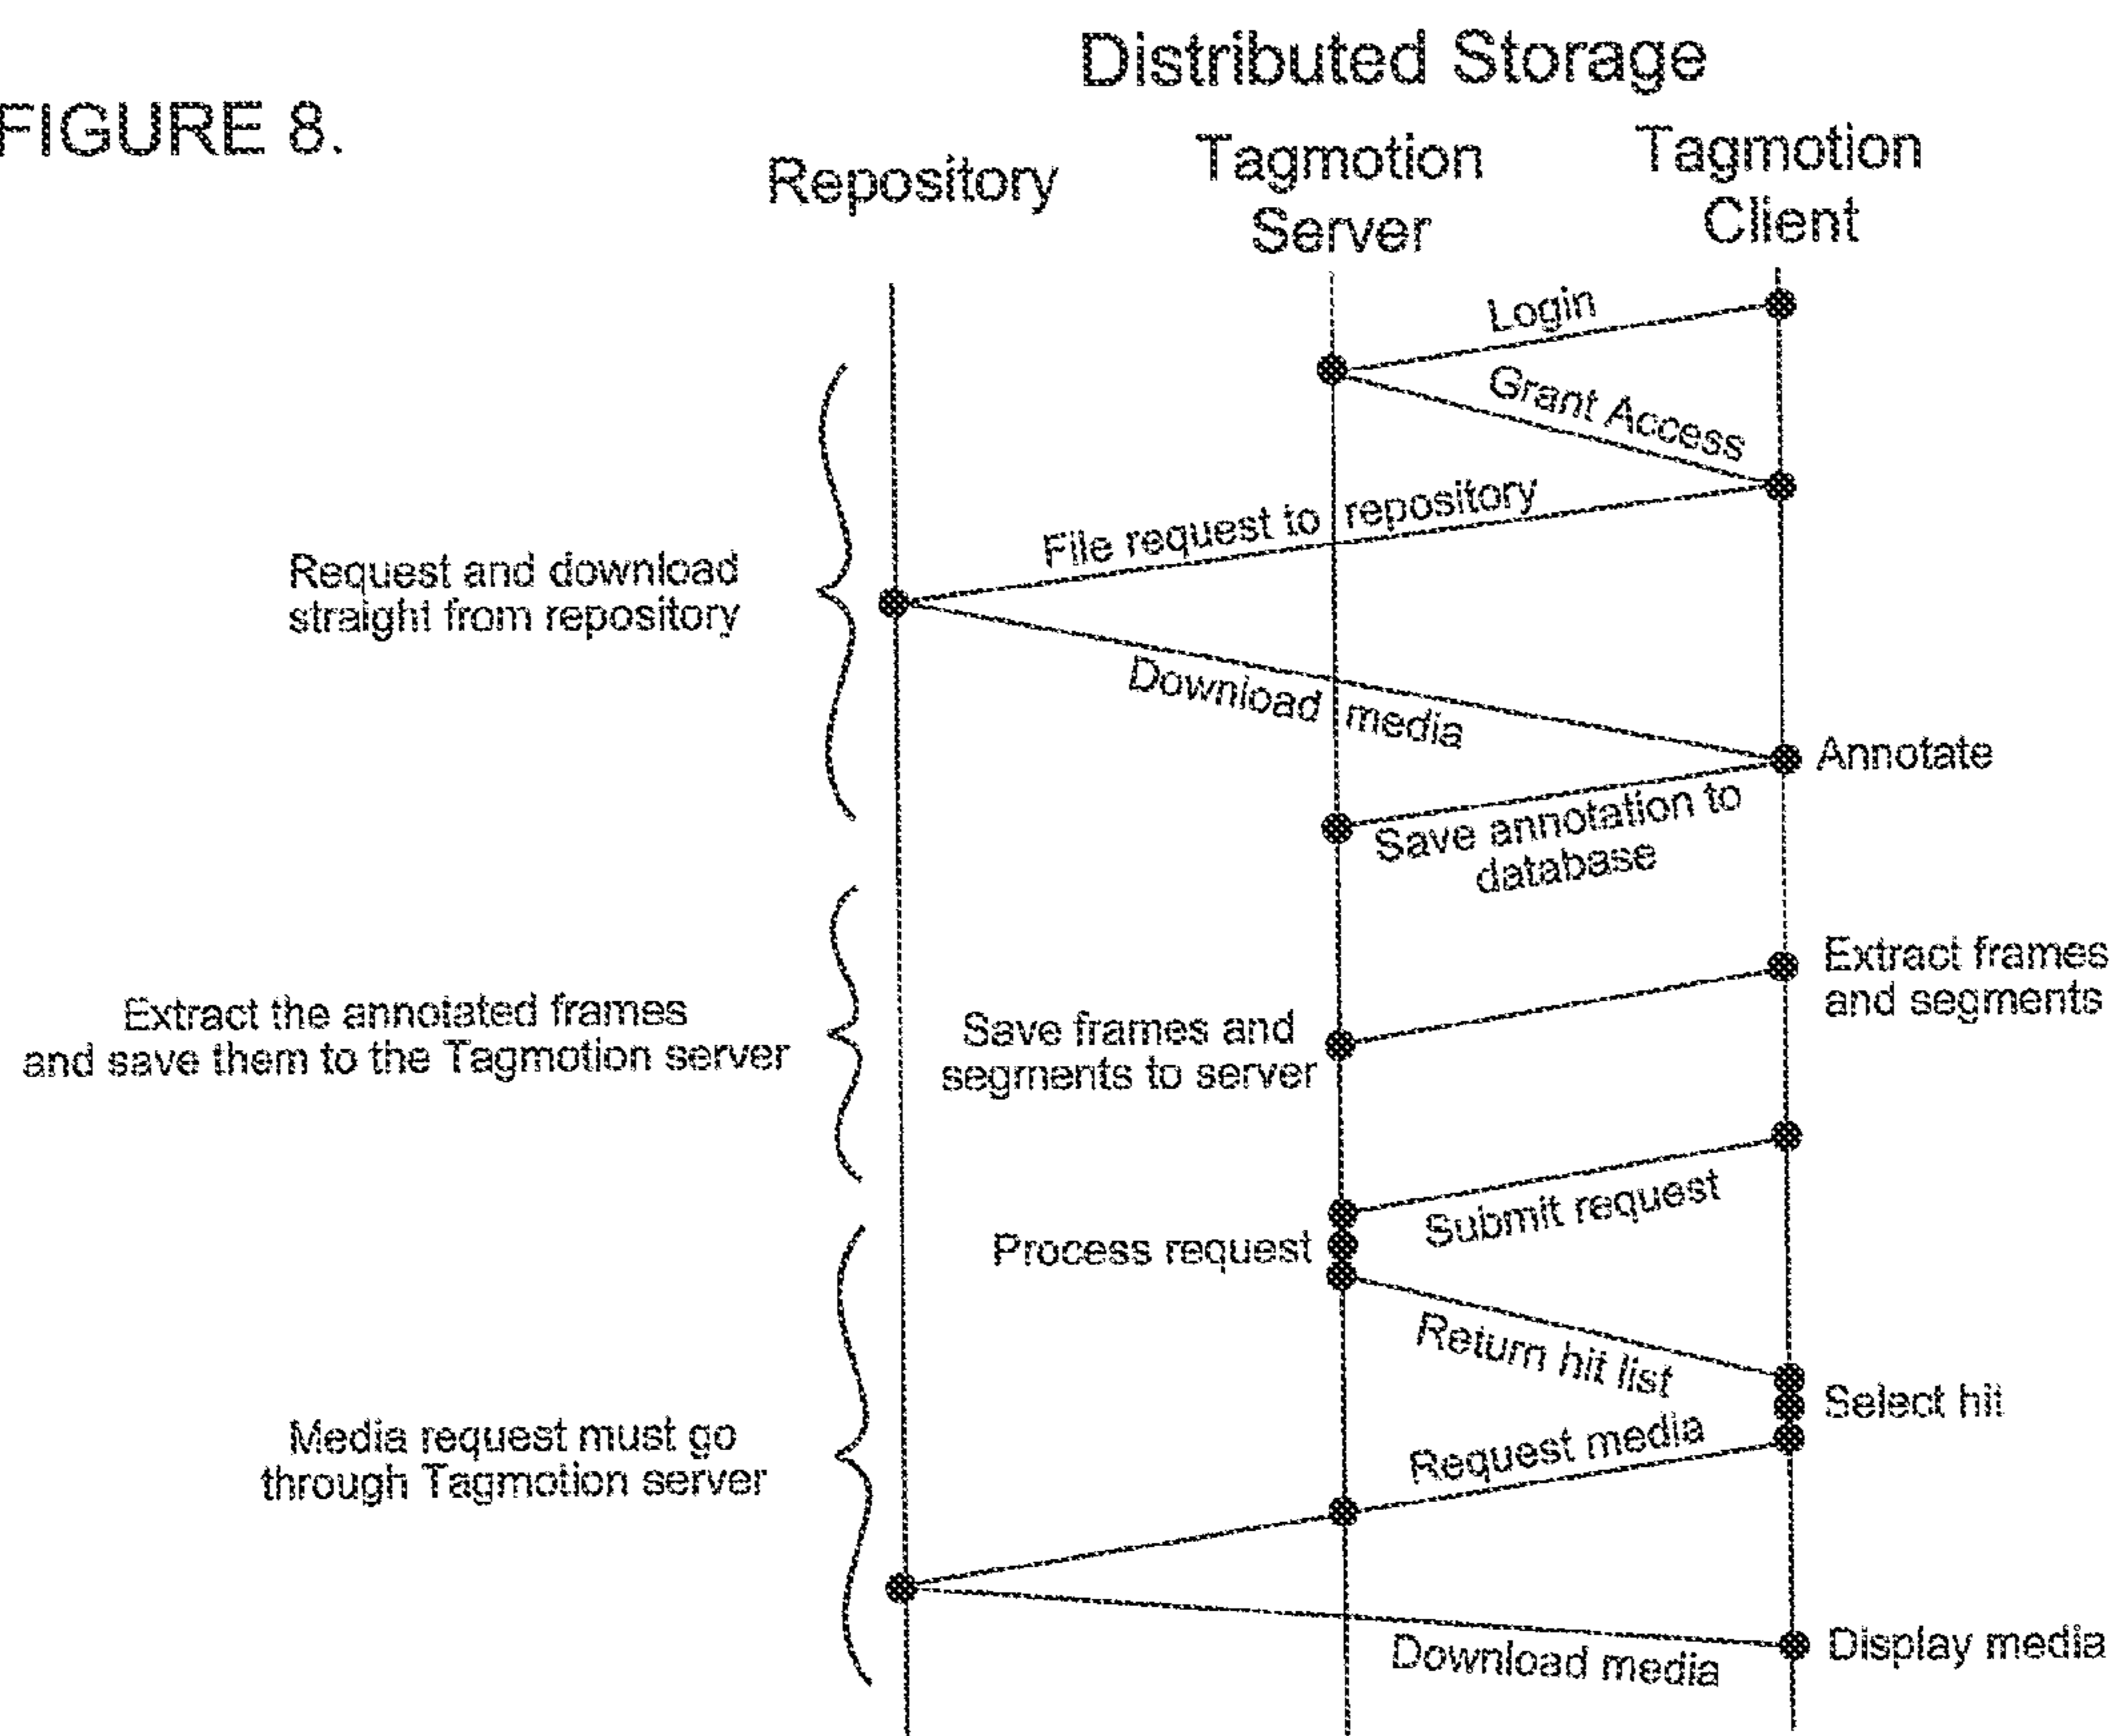 Distributed Storage
FIGURE 8.
Repository
Tagmotion
Server
Tagmotion
Client
Login
Grant Access
File request to repository
Request and download
straight from repository
Download media
Annotate
Save annotation to
database
Extract frames
and segments
Extract the annotated frames
and save them to the Tagmotion server
Save frames and
segments to server
Submit request
Process request
Return hit list
Select hit
Request media
Media request must go
through Tagmotion server
Download media
Display media